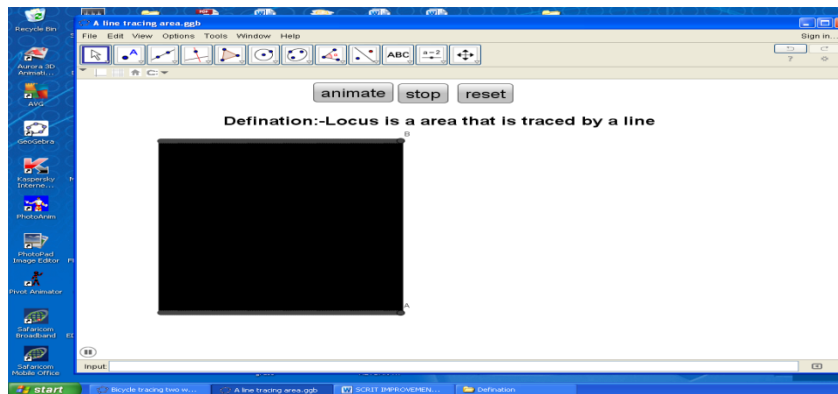 A line tracing area.ggb
File Edit View Options Tools Window Help
Sign in...
ABC
a=2
animate stop reset
Defination:-Locus is a area that is traced by a line
B
A
Input:
Recycle Bin
Aurora 3D
Animati...
AVG
GeoGebra
Kaspersky
Interne...
PhotoAnim
PhotoPad
Image Editor
Pivot Animator
Safaricom
Broadband
Safaricom
Mobile Office
start
Bicycle tracing two w...
A line tracing area.ggb
SCRIT IMPROVEMEN...
Defination